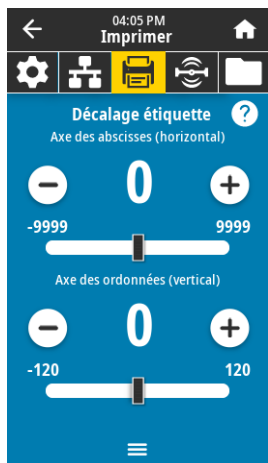 04:05 PM
Imprimer
Décalage étiquette ?
Axe des abscisses (horizontal)
0
-9999 9999
Axe des ordonnées (vertical)
0
-120 120